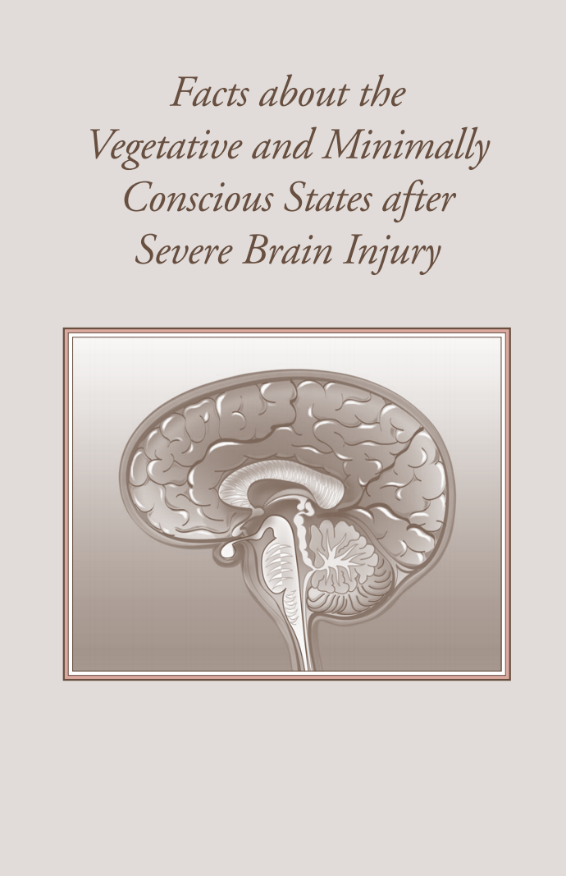 Facts about the
Vegetative and Minimally
Conscious States after
Severe Brain Injury